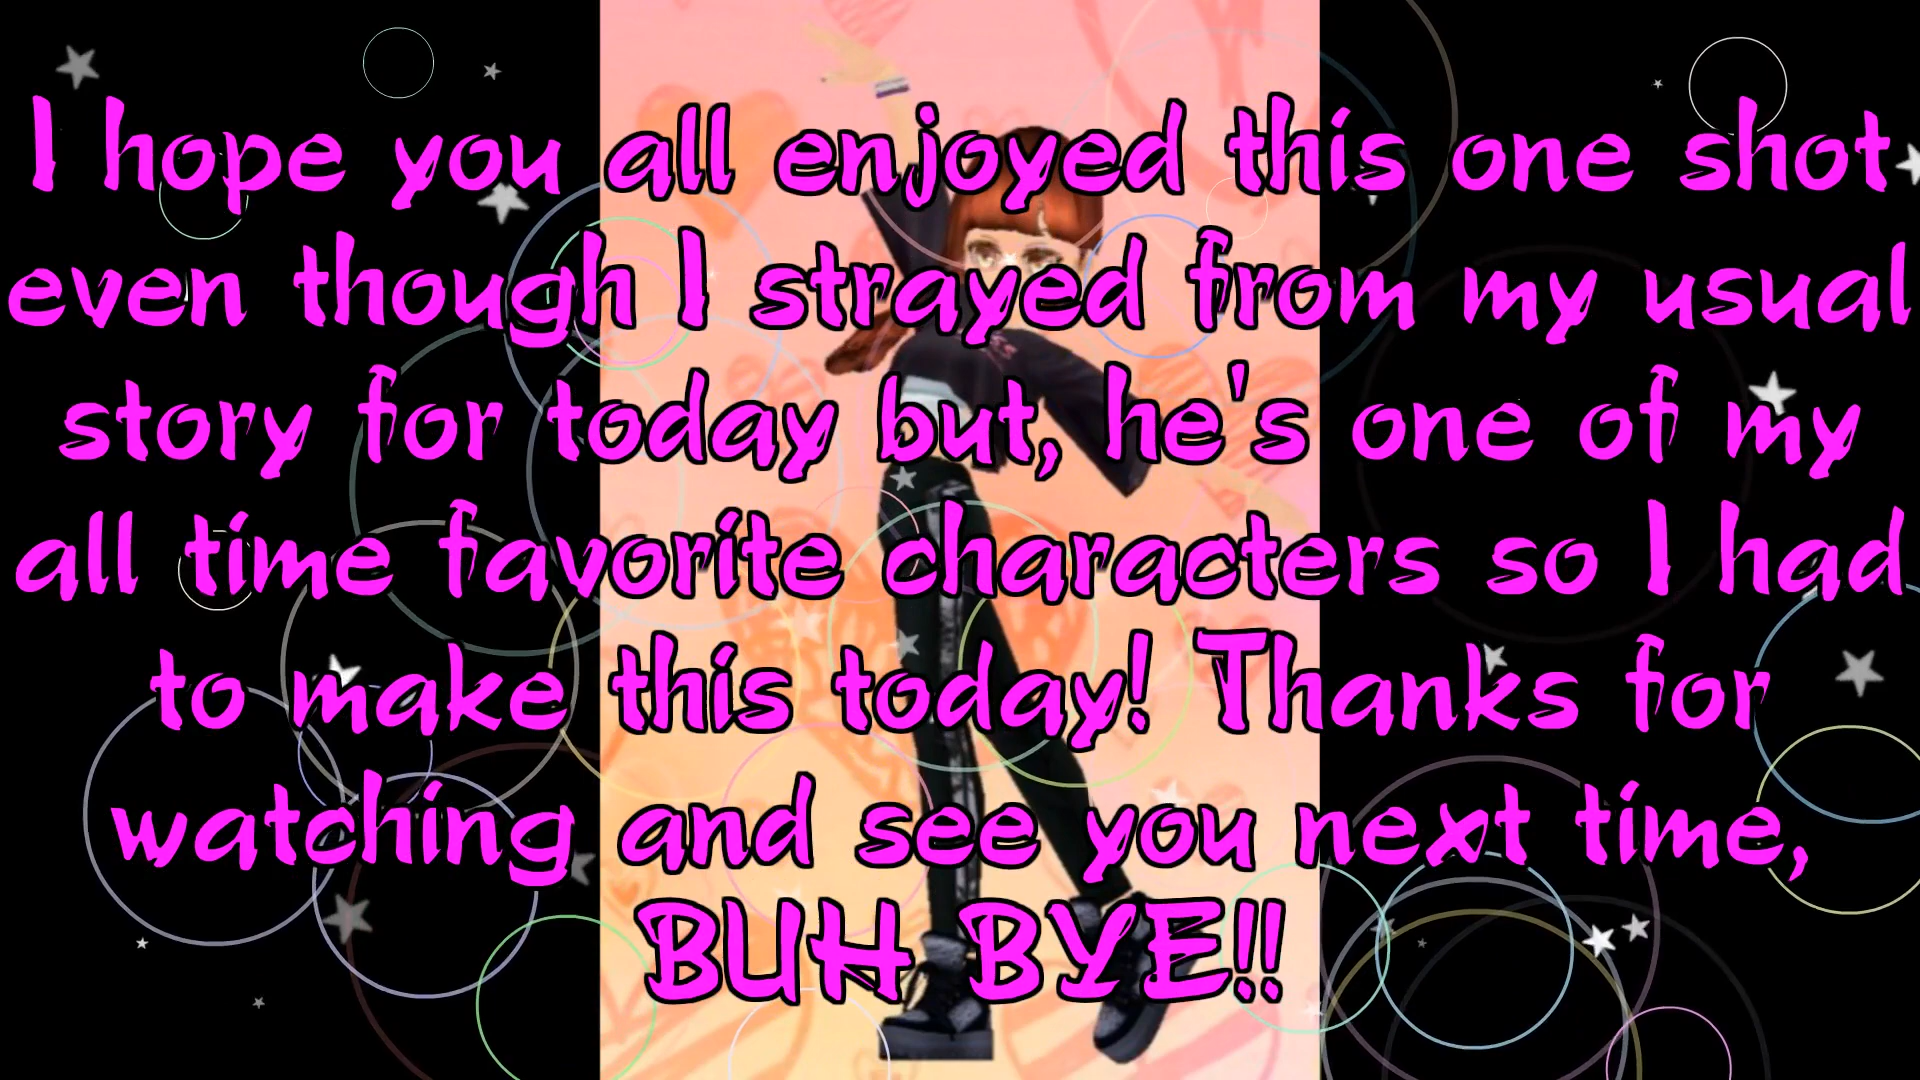 I hope you all enjoyed this one shot
even though I strayed from my usual
story for today but, he's one of my
all time favorite characters so I had
to make this today! Thanks for
watching and see you next time,
BUH BYE!!